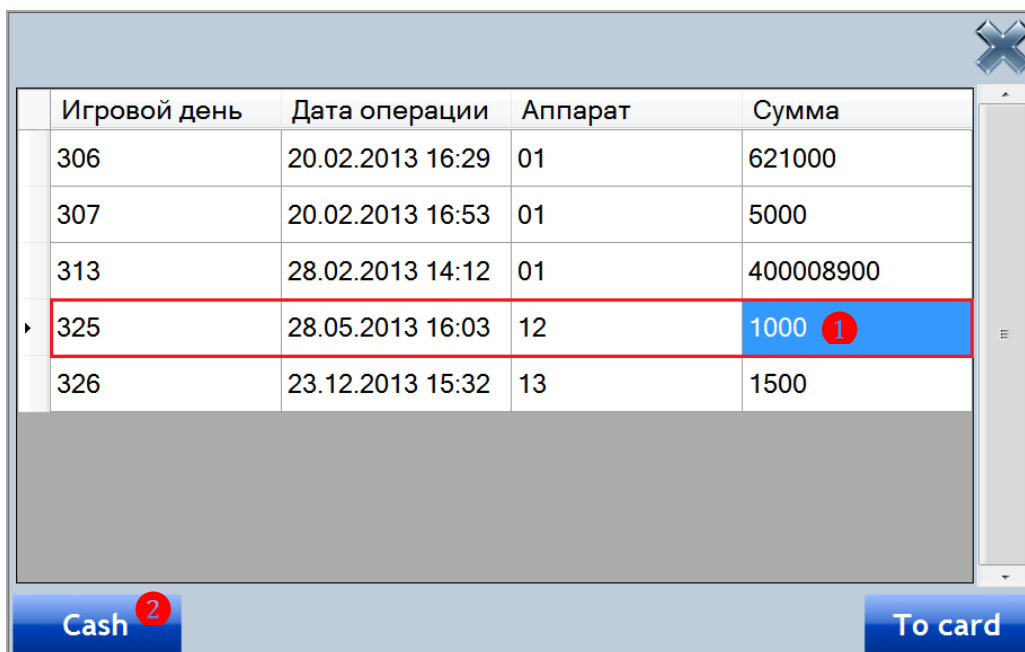 Игровой день Дата операции Аппарат Сумма
306 20.02.2013 16:29 01 621000
307 20.02.2013 16:53 01 5000
313 28.02.2013 14:12 01 400008900
325 28.05.2013 16:03 12 1000 1
326 23.12.2013 15:32 13 1500
Cash 2 To card